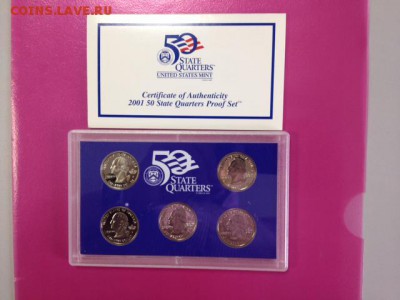 COINS.LAVE.RU
50
STATE
QUARTERS
UNITED STATES MINT
Certificate of Authenticity
2001 50 State Quarters Proof Set™
50
STATE
QUARTERS